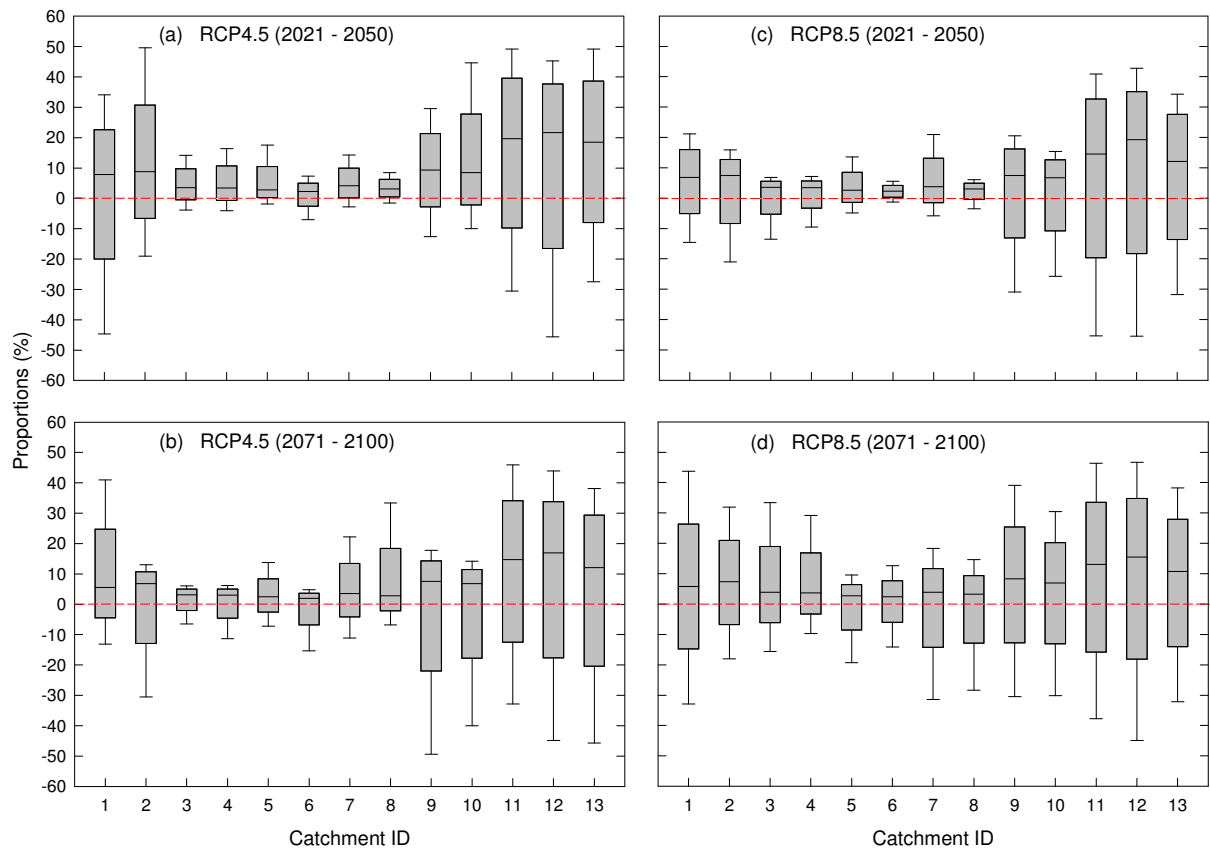 (a) RCP4.5 (2021 - 2050)
60
50
40
30
20
10
0
-10
-20
-30
-40
-50
-60
(c) RCP8.5 (2021 - 2050)
Proportions (%)
(b) RCP4.5 (2071 - 2100)
60
50
40
30
20
10
0
-10
-20
-30
-40
-50
-60
1 2 3 4 5 6 7 8 9 10 11 12 13
Catchment ID
(d) RCP8.5 (2071 - 2100)
1 2 3 4 5 6 7 8 9 10 11 12 13
Catchment ID